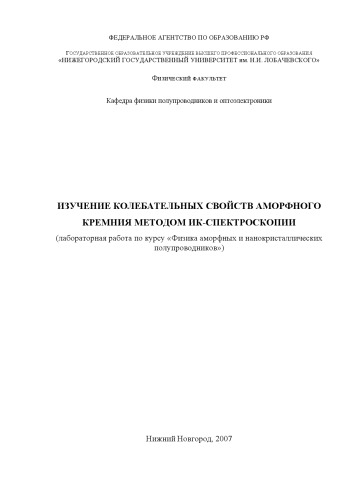 ФЕДЕРАЛЬНОЕ АГЕНТСТВО ПО ОБРАЗОВАНИЮ РФ
ГОСУДАРСТВЕННОЕ ОБРАЗОВАТЕЛЬНОЕ УЧРЕЖДЕНИЕ ВЫСШЕГО ПРОФЕССИОНАЛЬНОГО ОБРАЗОВАНИЯ
«НИЖЕГОРОДСКИЙ ГОСУДАРСТВЕННЫЙ УНИВЕРСИТЕТ им. Н.И. ЛОБАЧЕВСКОГО»
ФИЗИЧЕСКИЙ ФАКУЛЬТЕТ
Кафедра физики полупроводников и оптоэлектроники
ИЗУЧЕНИЕ КОЛЕБАТЕЛЬНЫХ СВОЙСТВ АМОРФНОГО
КРЕМНИЯ МЕТОДОМ ИК-СПЕКТРОСКОПИИ
(лабораторная работа по курсу «Физика аморфных и нанокристаллических
полупроводников»)
Нижний Новгород, 2007